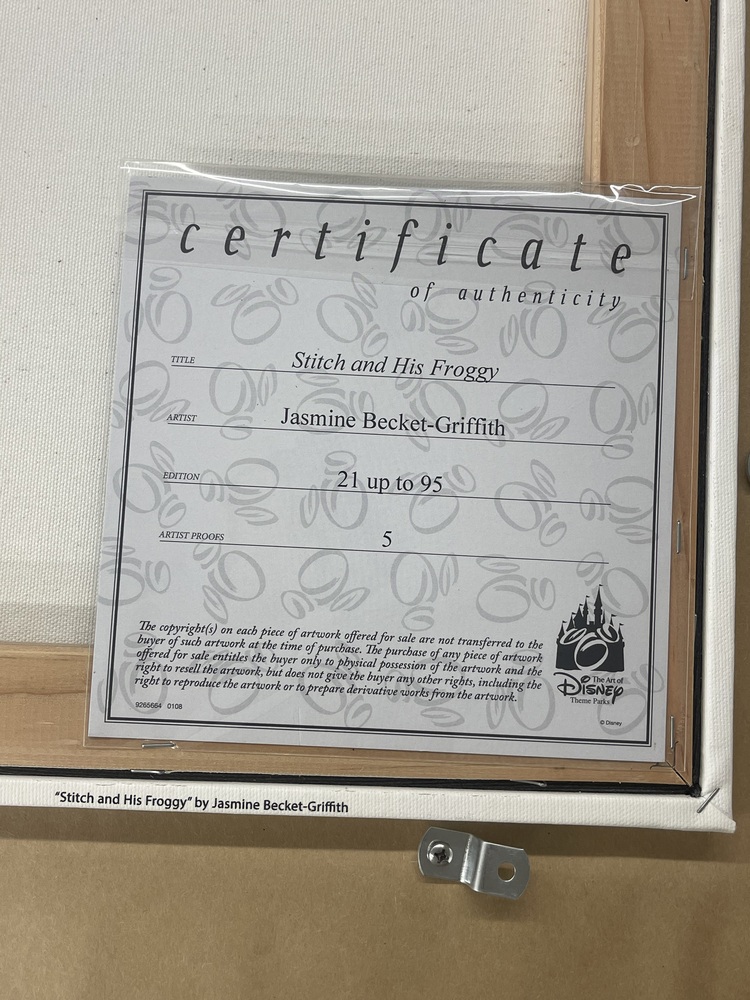 certificate
of authenticity
TITLE Stitch and His Froggy
ARTIST Jasmine Becket-Griffith
EDITION 21 up to 95
ARTIST PROOFS 5
The copyright(s) on each piece of artwork offered for sale are not transferred to the
buyer of such artwork at the time of purchase. The purchase of any piece of artwork
offered for sale entitles the buyer only to physical possession of the artwork and the
right to resell the artwork, but does not give the buyer any other rights, including the
right to reproduce the artwork or to prepare derivative works from the artwork.
The Art of
Disney
Theme Parks
9265664 0108
© Disney
"Stitch and His Froggy" by Jasmine Becket-Griffith